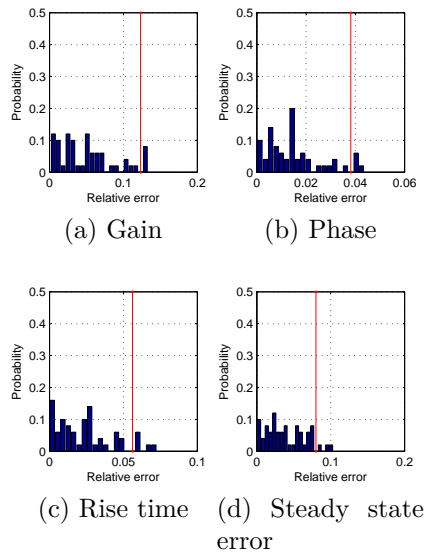 0.5
0.4
0.3
0.2
0.1
0
Probability
0
0.1
0.2
Relative error
(a) Gain
0.5
0.4
0.3
0.2
0.1
0
Probability
0
0.02
0.04
0.06
Relative error
(b) Phase
0.5
0.4
0.3
0.2
0.1
0
Probability
0
0.05
0.1
Relative error
(c) Rise time
0.5
0.4
0.3
0.2
0.1
0
Probability
0
0.1
0.2
Relative error
(d) Steady state
error